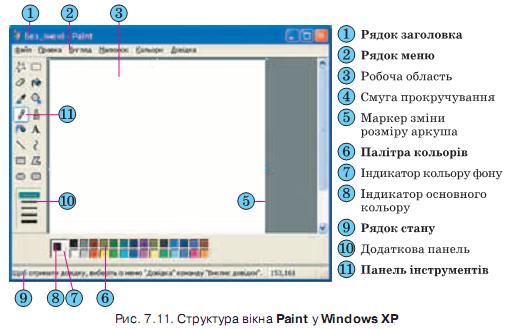 1 2 3
без_імені - Paint
Файл Правка Вигляд Малюнок Кольори Довідка
11
10
5
Щоб отримати довідку, виберіть із меню "Довідка" команду "Виклик довідки". 153,161
9 8 7 6
1 Рядок заголовка
2 Рядок меню
3 Робоча область
4 Смуга прокручування
5 Маркер зміни
розміру аркуша
6 Палітра кольорів
7 Індикатор кольору фону
8 Індикатор основного
кольору
9 Рядок стану
10 Додаткова панель
11 Панель інструментів
Рис. 7.11. Структура вікна Paint у Windows XP